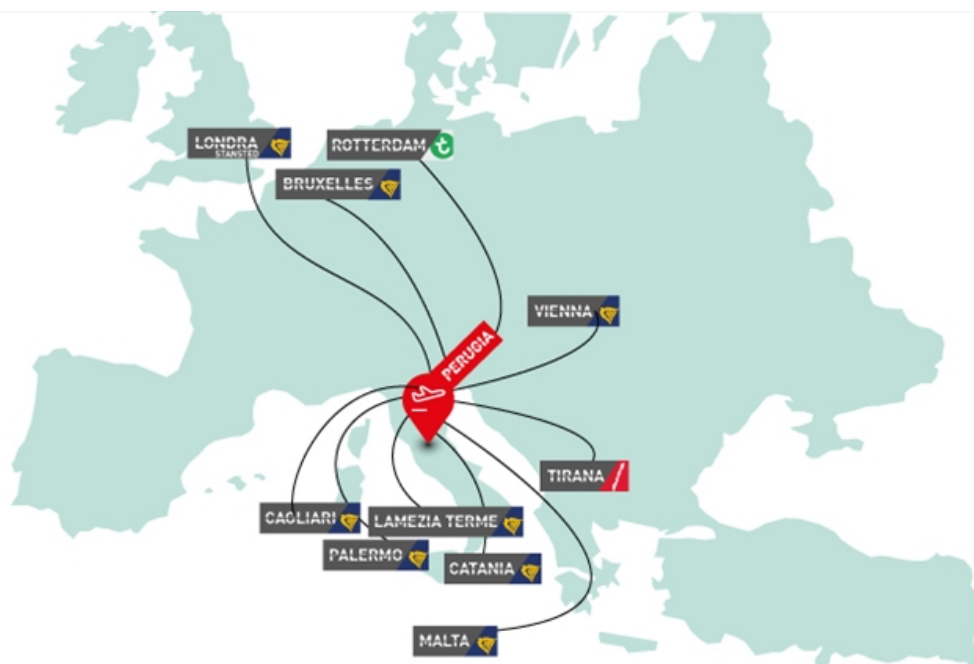 LONDRA
STANSTED
ROTTERDAM
BRUXELLES
VIENNA
PERUGIA
TIRANA
CAGLIARI
LAMEZIA TERME
PALERMO
CATANIA
MALTA